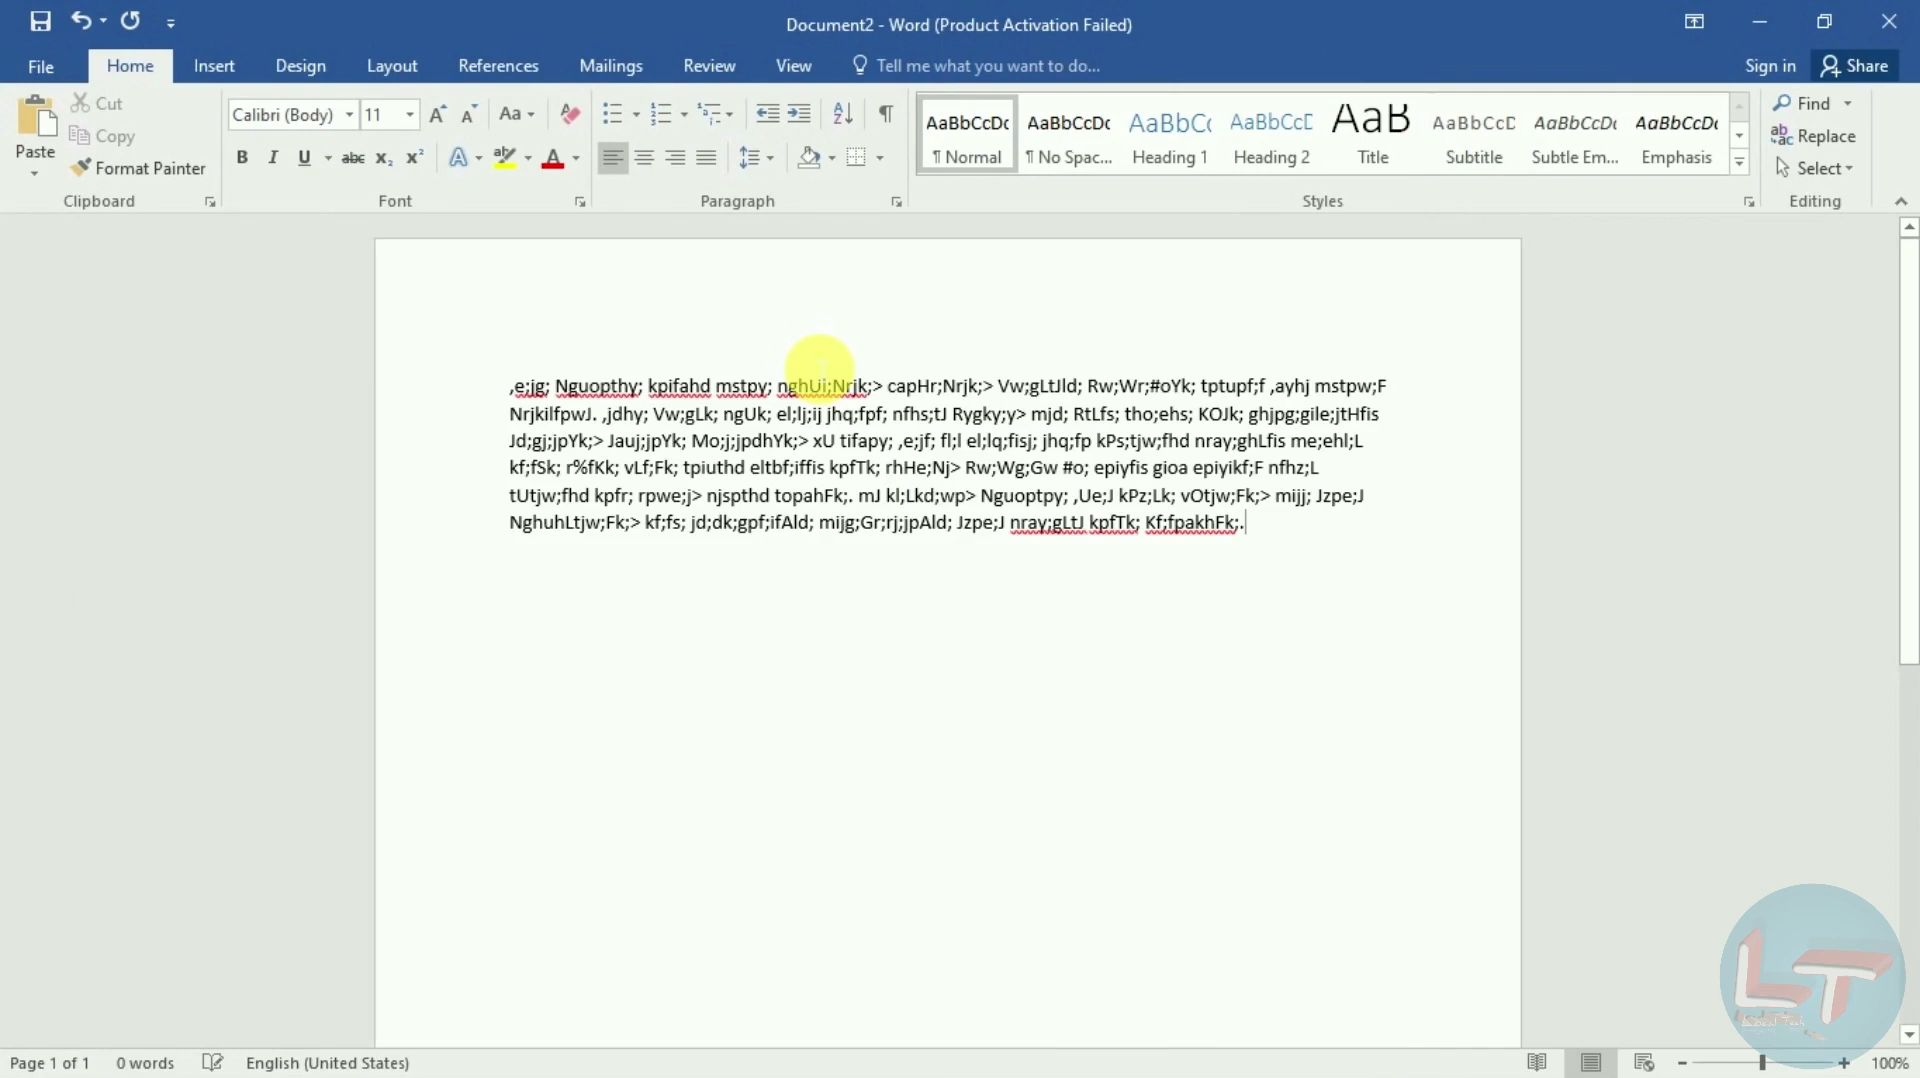 Document2 - Word (Product Activation Failed)
File Home Insert Design Layout References Mailings Review View Tell me what you want to do... Sign in Share
Paste Cut Copy Format Painter
Calibri (Body) 11 Aa
B I U abc X₂ X² A A
AaBbCcDc AaBbCcDc AaBbCc AaBbCcD AaB AaBbCcD AaBbCcDc AaBbCcDc
¶ Normal ¶ No Spac... Heading 1 Heading 2 Title Subtitle Subtle Em... Emphasis
Find Replace Select
Clipboard Font Paragraph Styles Editing
,e;jg; Nguopthy; kpifahd mstpy; nghUi;Nrjk;> capHr;Nrjk;> Vw;gLtJld; Rw;Wr;#oYk; tptupf;f ,ayhj mstpw;F
NrjkilfpwJ. ,jdhy; Vw;gLk; ngUk; el;lj;ij jhq;fpf; nfhs;tJ Rygky;y> mjd; RtLfs; tho;ehs; KOJk; ghjpg;gile;jtHfis
Jd;gj;jpYk;> Jauj;jpYk; Mo;j;jpdhYk;> xU tifapy; ,e;jf; fl;l el;lq;fisj; jhq;fp kPs;tjw;fhd nray;ghLfis me;ehl;L
kf;fSk; r%fKk; vLf;Fk; tpiuthd eltbf;iffis kpfTk; rhHe;Nj> Rw;Wg;Gw #o; epiyfis gioa epiyikf;F nfhz;L
tUtjw;fhd kpfr; rpwe;j> njspthd topahFk;. mJ kl;Lkd;wp> Nguoptpy; ,Ue;J kPz;Lk; vOtjw;Fk;> mijj; Jzpe;J
NghuhLtjw;Fk;> kf;fs; jd;dk;gpf;ifAld; mijg;Gr;rj;jpAld; Jzpe;J nray;gLtJ kpfTk; Kf;fpakhFk;.
LT
Page 1 of 1 0 words English (United States) 100%